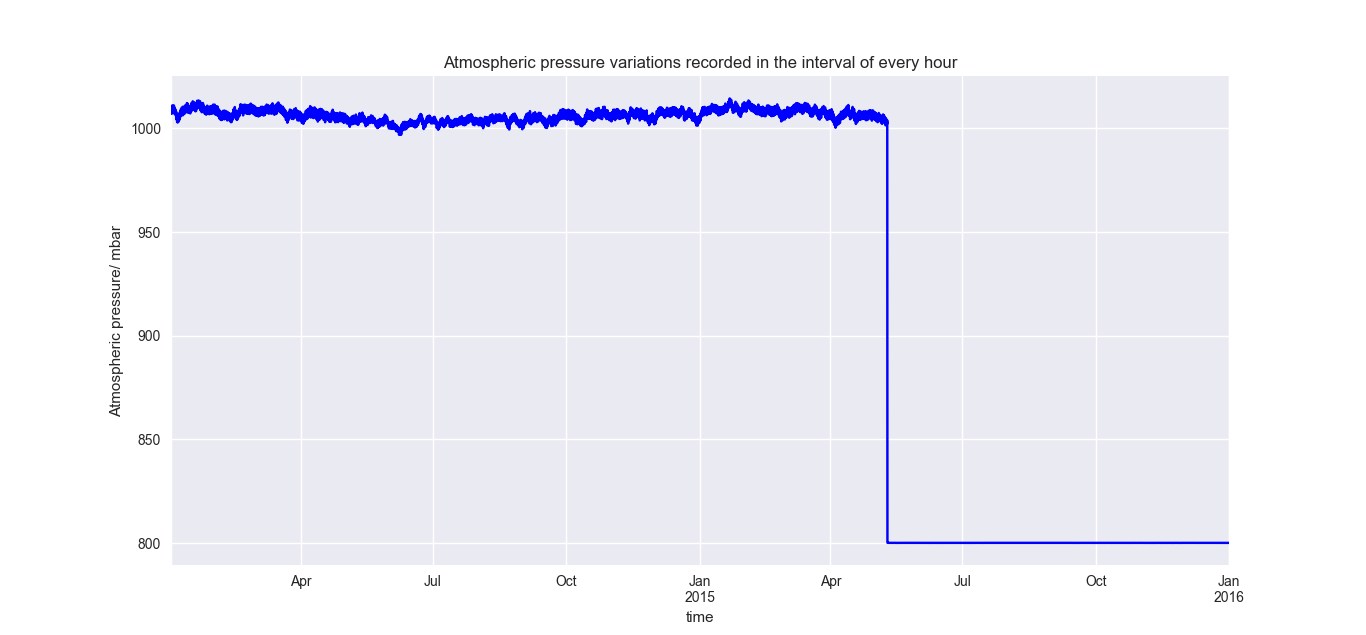 Atmospheric pressure variations recorded in the interval of every hour
Atmospheric pressure/ mbar
1000
950
900
850
800
Apr
Jul
Oct
Jan
2015
Apr
Jul
Oct
Jan
2016
time